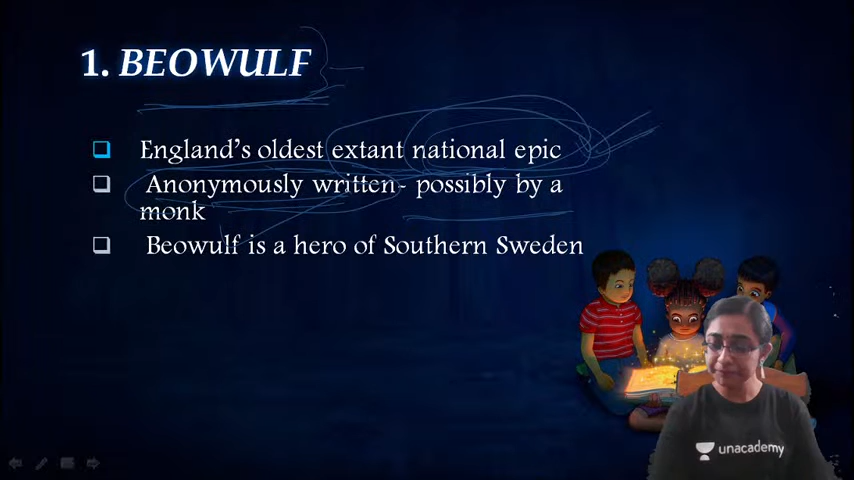 1. BEOWULF
England's oldest extant national epic
Anonymously written- possibly by a
monk
Beowulf is a hero of Southern Sweden
unacademy